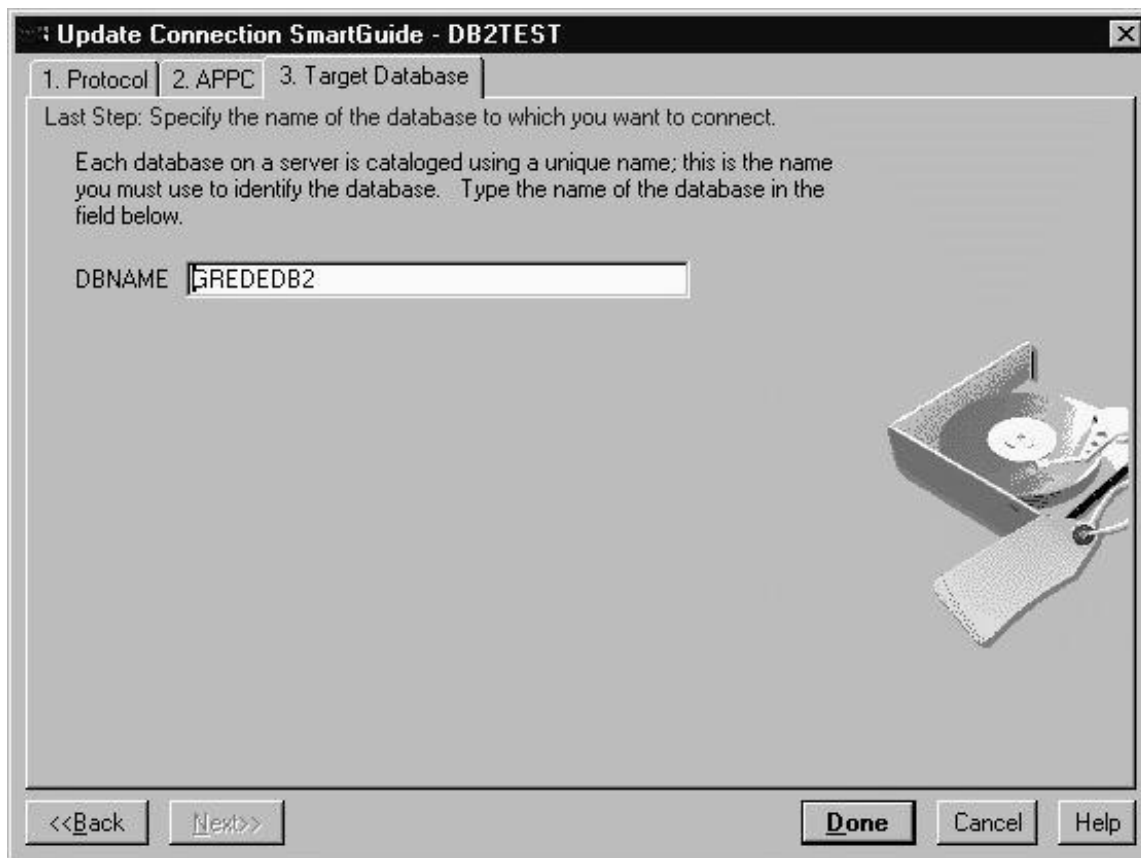 Update Connection SmartGuide - DB2TEST
1. Protocol 2. APPC 3. Target Database
Last Step: Specify the name of the database to which you want to connect.
Each database on a server is cataloged using a unique name; this is the name
you must use to identify the database. Type the name of the database in the
field below.
DBNAME GREDEDB2
<<Back Next>> Done Cancel Help